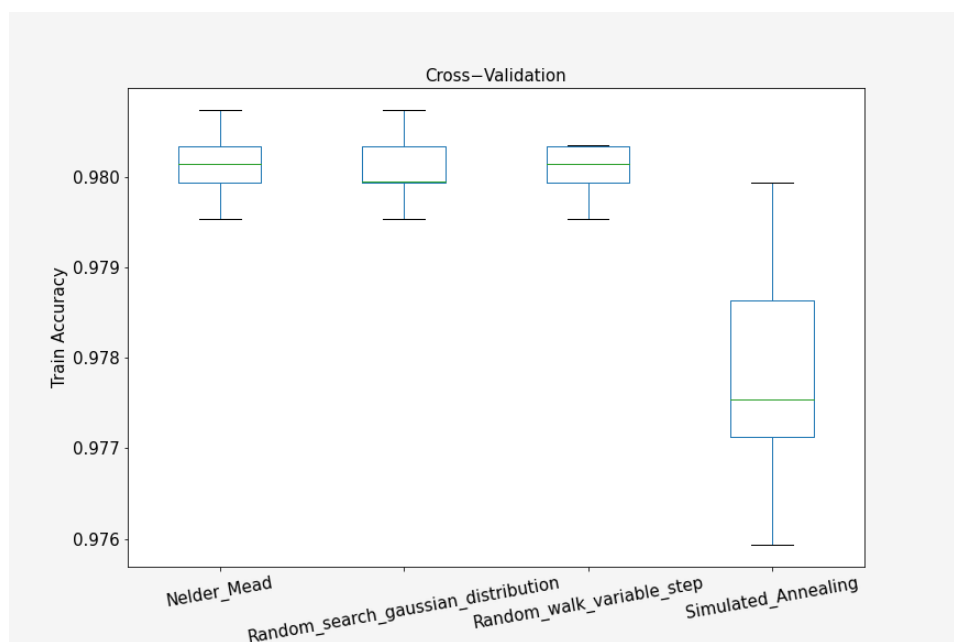 Cross−Validation
Train Accuracy
0.980
0.979
0.978
0.977
0.976
Nelder_Mead
Random_search_gaussian_distribution
Random_walk_variable_step
Simulated_Annealing